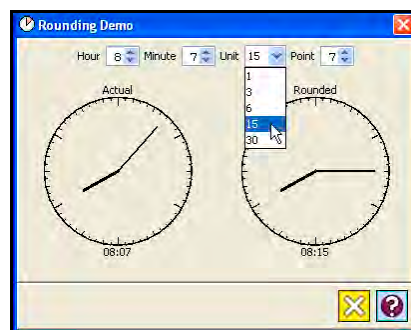 Rounding Demo
Hour 8 Minute 7 Unit 15 Point 7
1
3
6
15
30
Actual Rounded
08:07 08:15